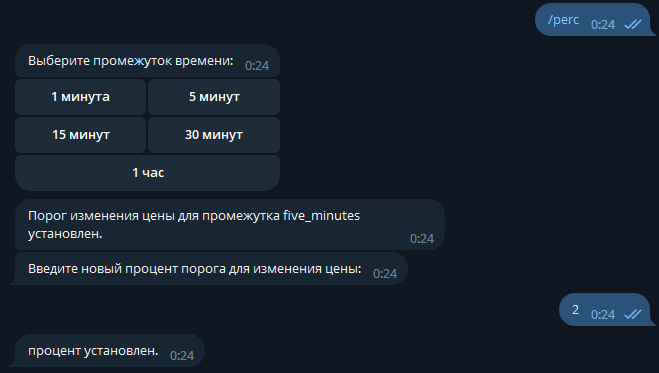 /perc 0:24
Выберите промежуток времени: 0:24
1 минута 5 минут
15 минут 30 минут
1 час
Порог изменения цены для промежутка five_minutes
установлен. 0:24
Введите новый процент порога для изменения цены: 0:24
2 0:24
процент установлен. 0:24